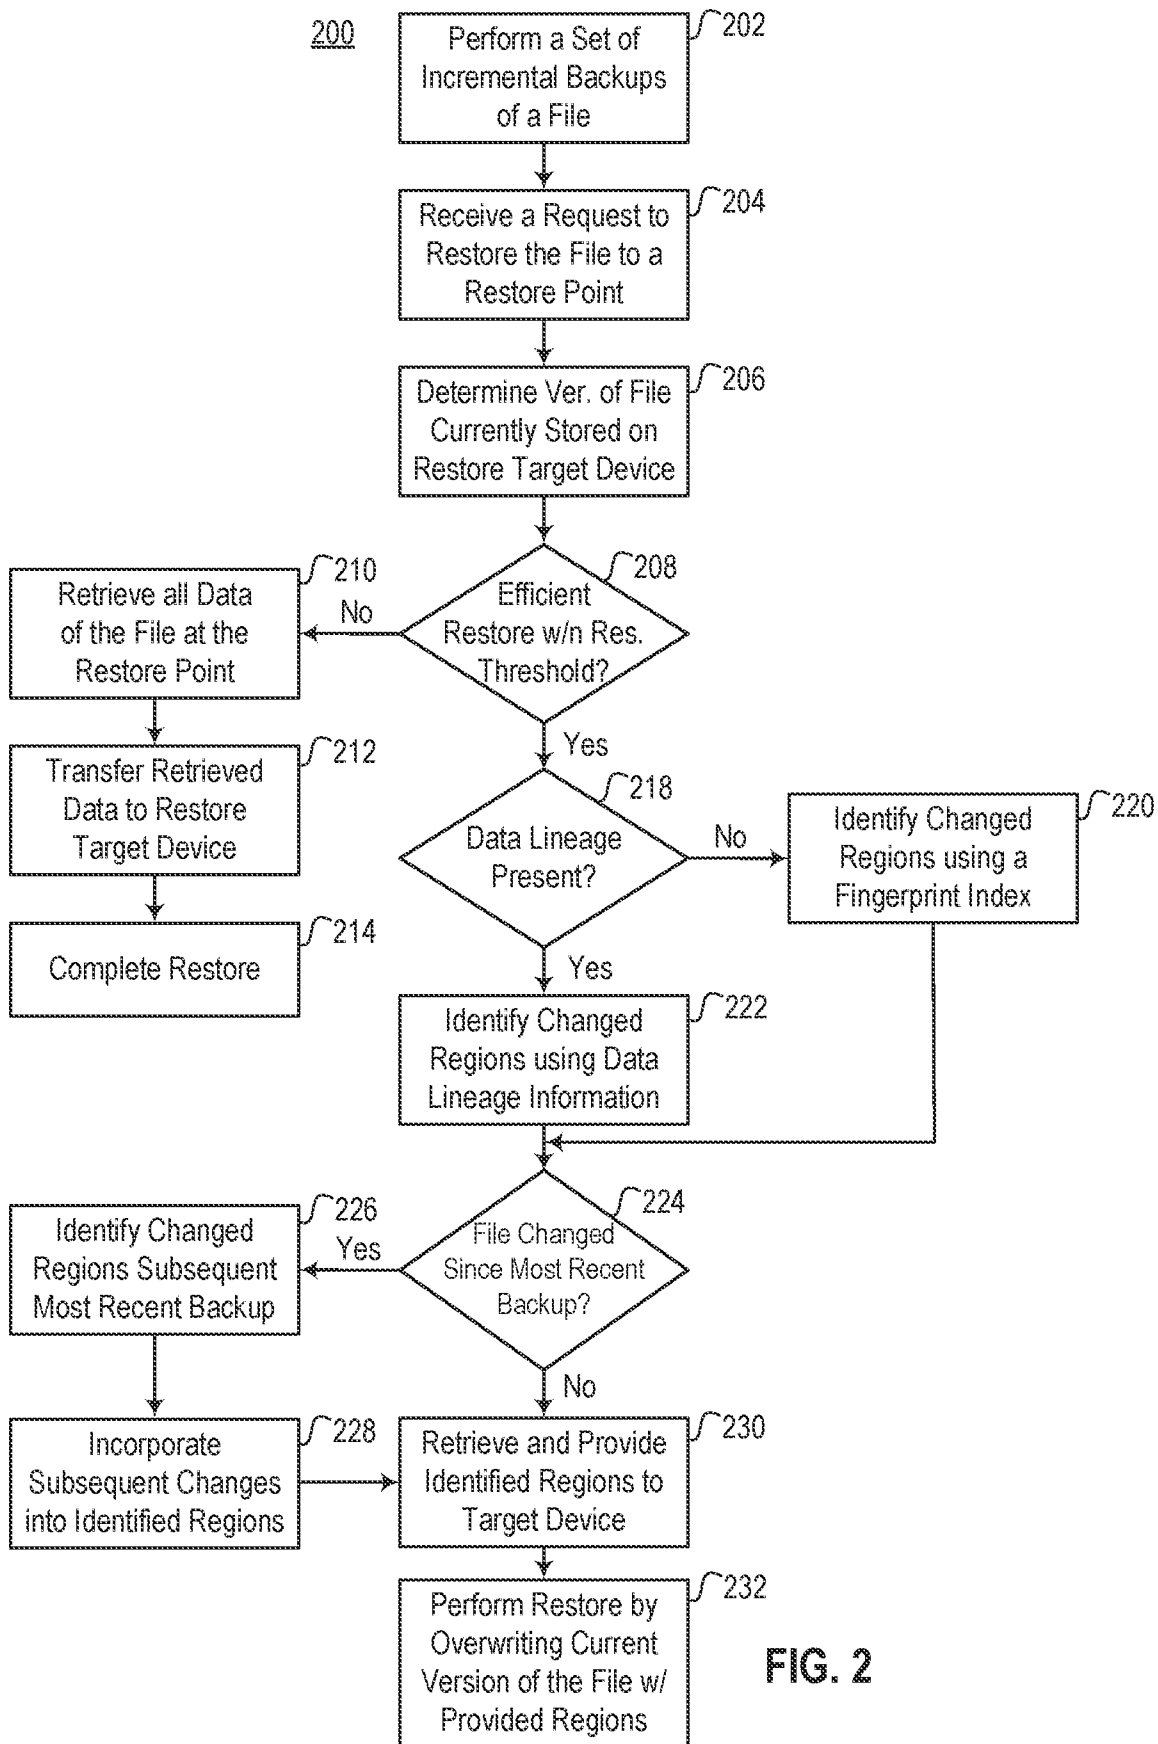 200
202
Perform a Set of
Incremental Backups
of a File
204
Receive a Request to
Restore the File to a
Restore Point
206
Determine Ver. of File
Currently Stored on
Restore Target Device
208
Efficient
Restore w/n Res.
Threshold?
No
210
Retrieve all Data
of the File at the
Restore Point
212
Transfer Retrieved
Data to Restore
Target Device
214
Complete Restore
Yes
218
Data Lineage
Present?
No
220
Identify Changed
Regions using a
Fingerprint Index
Yes
222
Identify Changed
Regions using Data
Lineage Information
224
File Changed
Since Most Recent
Backup?
Yes
226
Identify Changed
Regions Subsequent
Most Recent Backup
228
Incorporate
Subsequent Changes
into Identified Regions
No
230
Retrieve and Provide
Identified Regions to
Target Device
232
Perform Restore by
Overwriting Current
Version of the File w/
Provided Regions
FIG. 2